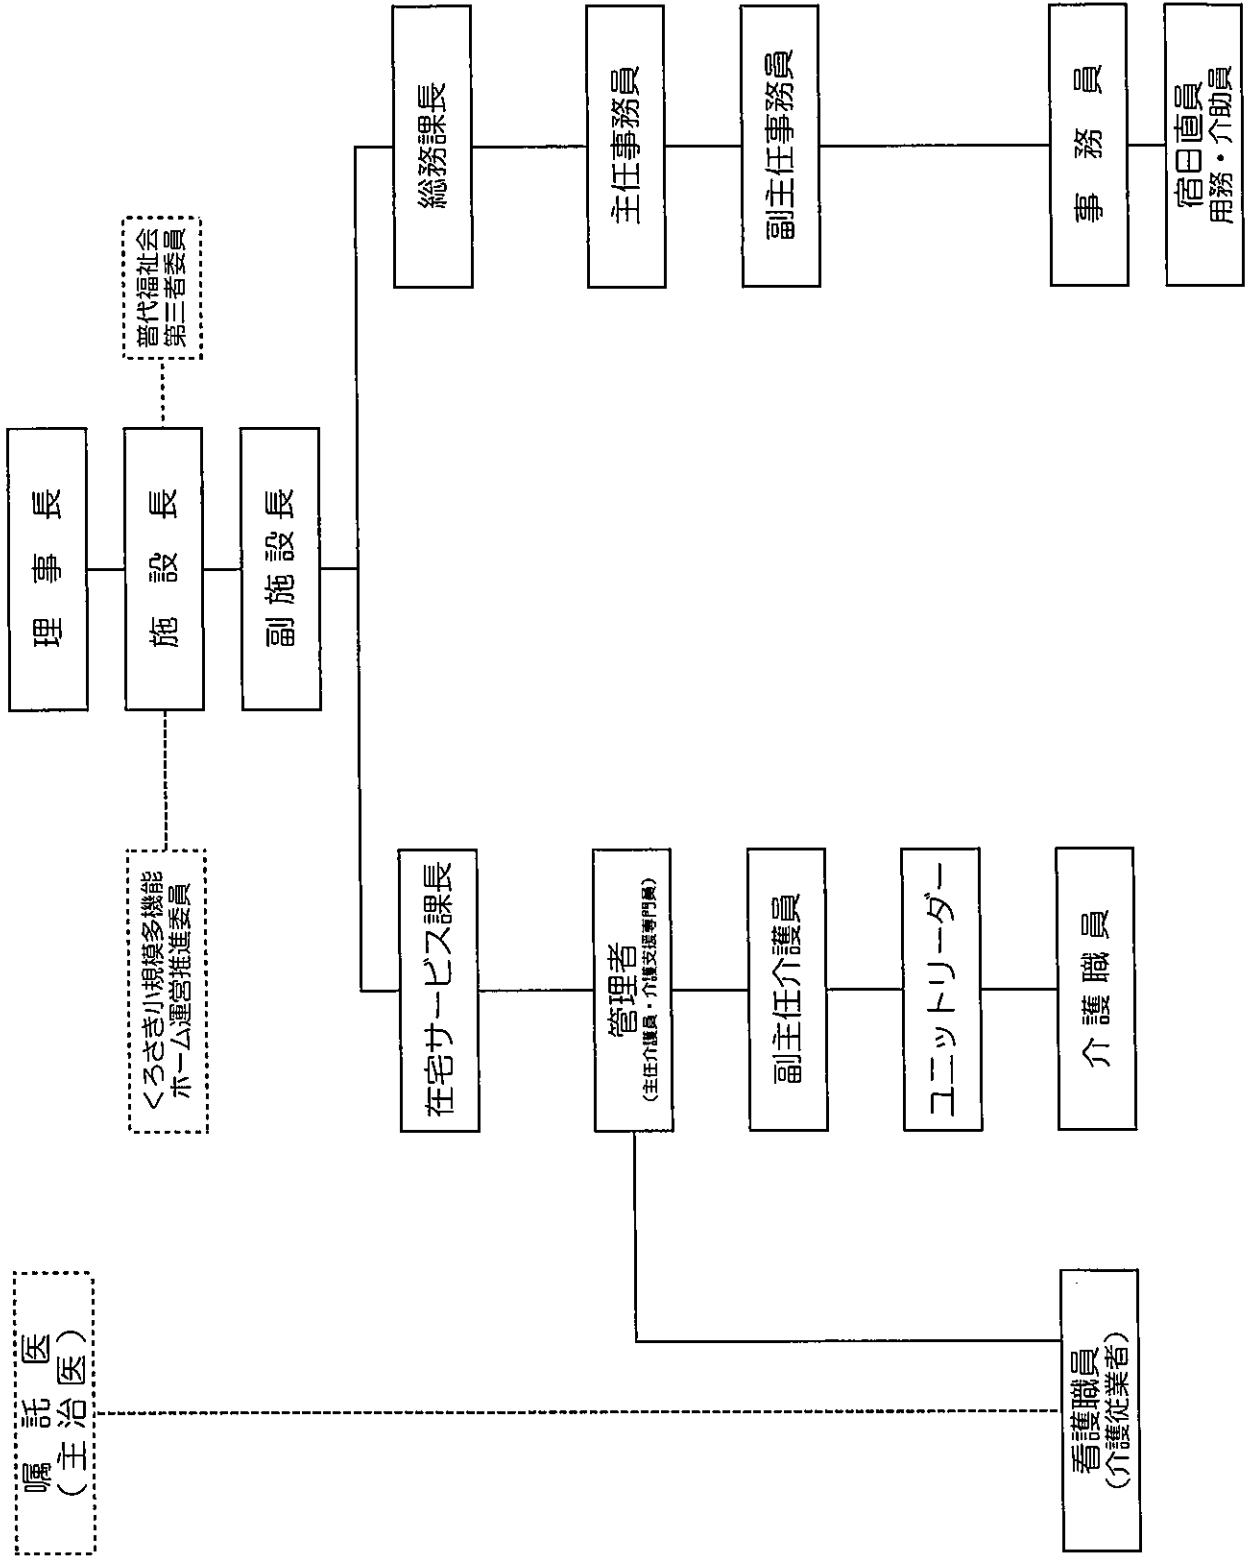 理事長
施設長
副施設長
普代福祉会
第三者委員
くろさき小規模多機能
ホーム運営推進委員
嘱託医
（主治医）
総務課長
主任事務員
副主任事務員
事務員
宿日直員
用務・介助員
在宅サービス課長
管理者
（主任介護員・介護支援専門員）
副主任介護員
ユニットリーダー
介護職員
看護職員
（介護従業者）